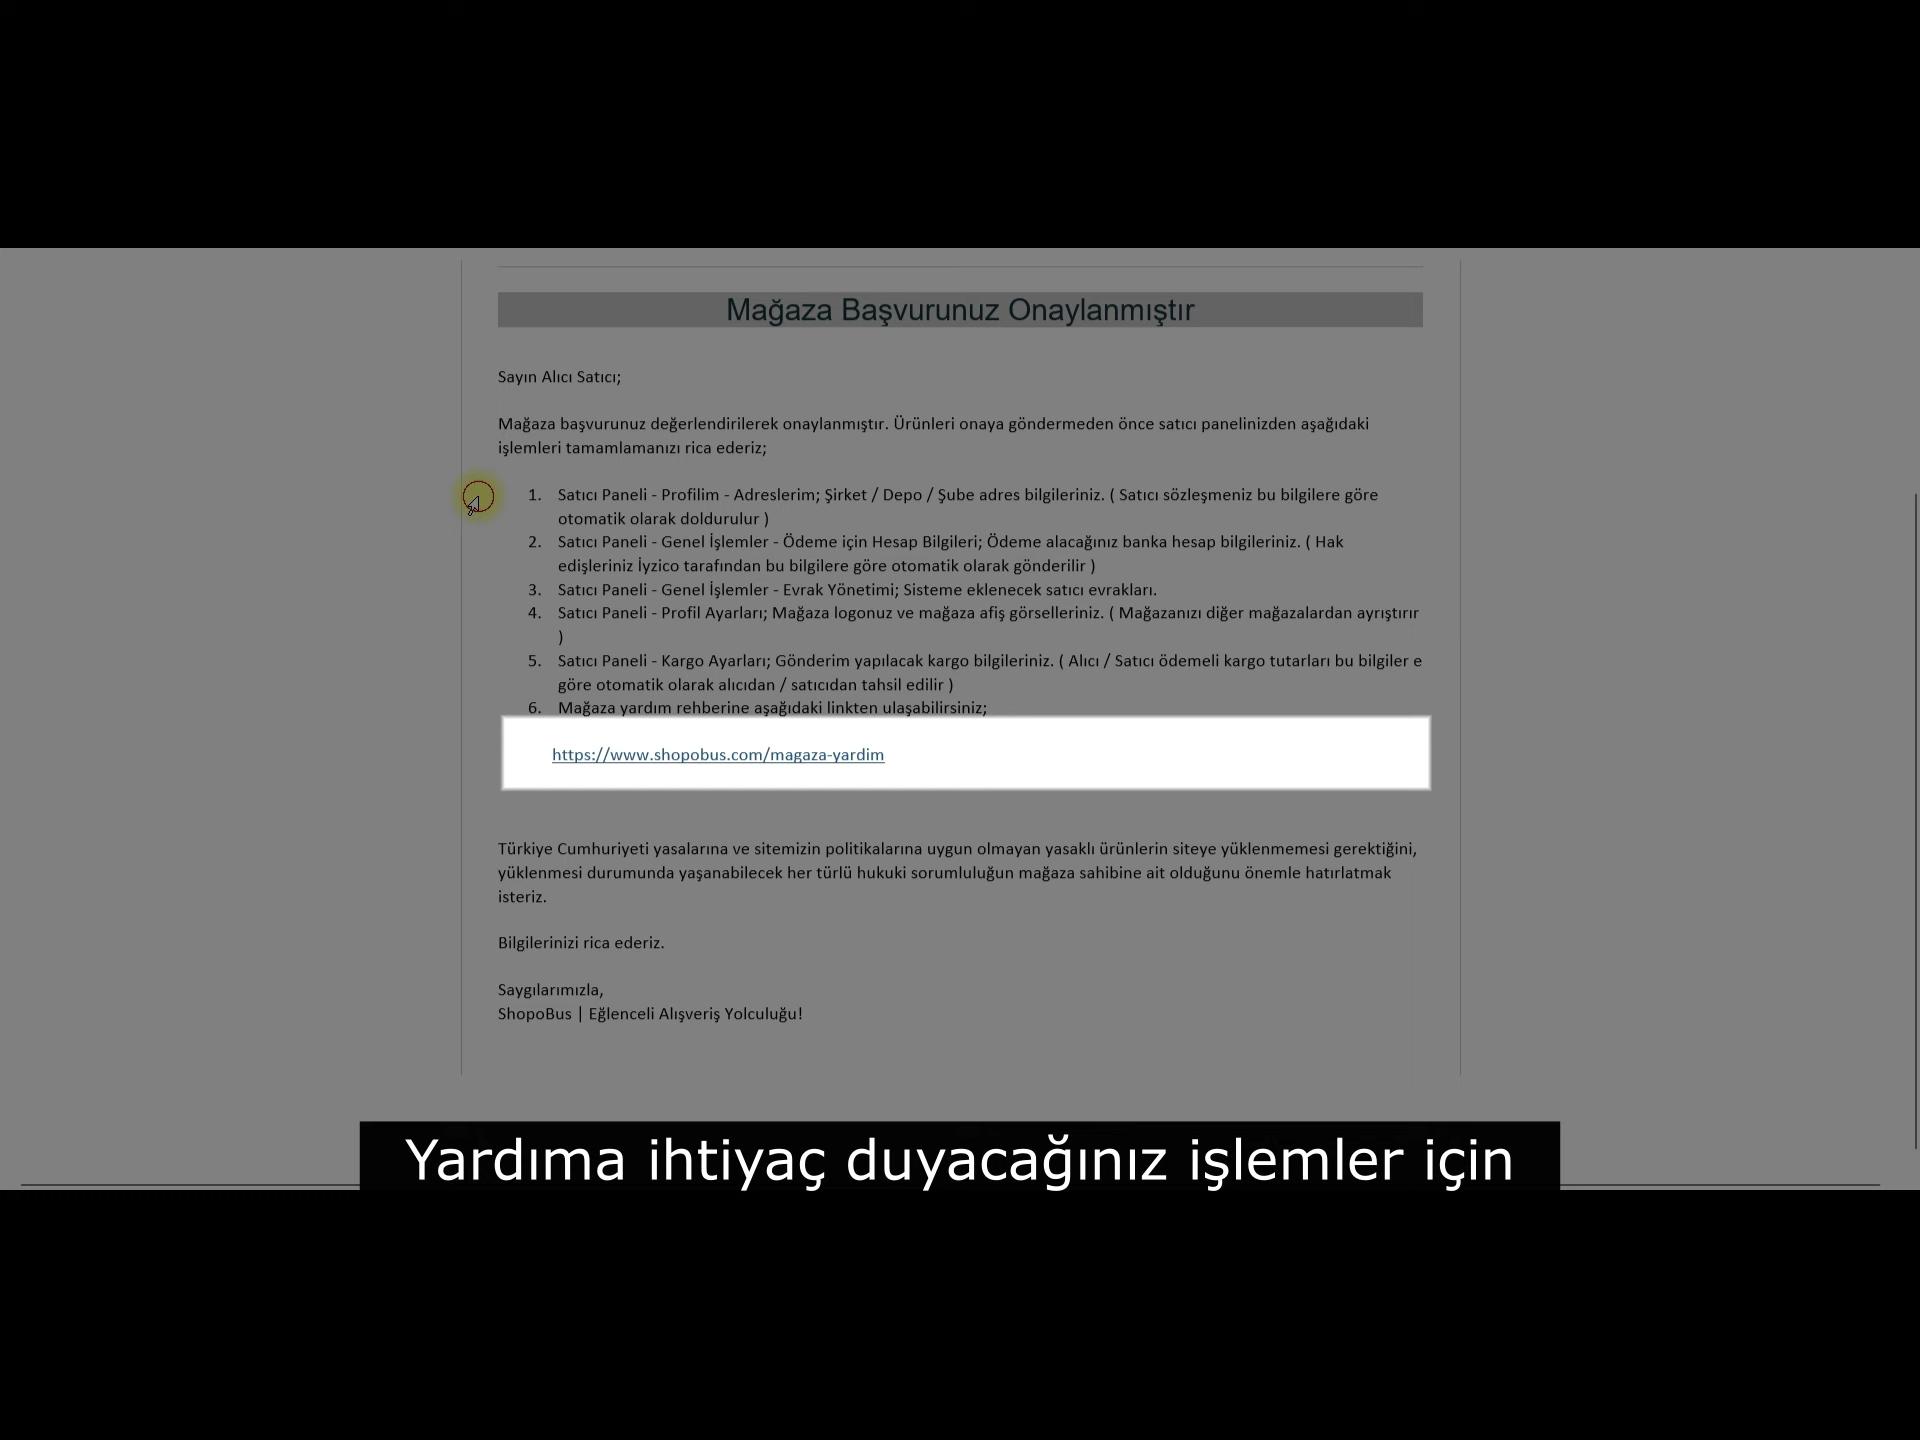 Mağaza Başvurunuz Onaylanmıştır
Sayın Alıcı Satıcı;
Mağaza başvurunuz değerlendirilerek onaylanmıştır. Ürünleri onaya göndermeden önce satıcı panelinizden aşağıdaki
işlemleri tamamlamanızı rica ederiz;
1. Satıcı Paneli - Profilim - Adreslerim; Şirket / Depo / Şube adres bilgileriniz. ( Satıcı sözleşmeniz bu bilgilere göre
otomatik olarak doldurulur )
2. Satıcı Paneli - Genel İşlemler - Ödeme için Hesap Bilgileri; Ödeme alacağınız banka hesap bilgileriniz. ( Hak
edişleriniz İyzico tarafından bu bilgilere göre otomatik olarak gönderilir )
3. Satıcı Paneli - Genel İşlemler - Evrak Yönetimi; Sisteme eklenecek satıcı evrakları.
4. Satıcı Paneli - Profil Ayarları; Mağaza logonuz ve mağaza afiş görselleriniz. ( Mağazanızı diğer mağazalardan ayrıştırır
)
5. Satıcı Paneli - Kargo Ayarları; Gönderim yapılacak kargo bilgileriniz. ( Alıcı / Satıcı ödemeli kargo tutarları bu bilgiler e
göre otomatik olarak alıcıdan / satıcıdan tahsil edilir )
6. Mağaza yardım rehberine aşağıdaki linkten ulaşabilirsiniz;
https://www.shopobus.com/magaza-yardim
Türkiye Cumhuriyeti yasalarına ve sitemizin politikalarına uygun olmayan yasaklı ürünlerin siteye yüklenmemesi gerektiğini,
yüklenmesi durumunda yaşanabilecek her türlü hukuki sorumluluğun mağaza sahibine ait olduğunu önemle hatırlatmak
isteriz.
Bilgilerinizi rica ederiz.
Saygılarımızla,
ShopoBus | Eğlenceli Alışveriş Yolculuğu!
Yardıma ihtiyaç duyacağınız işlemler için